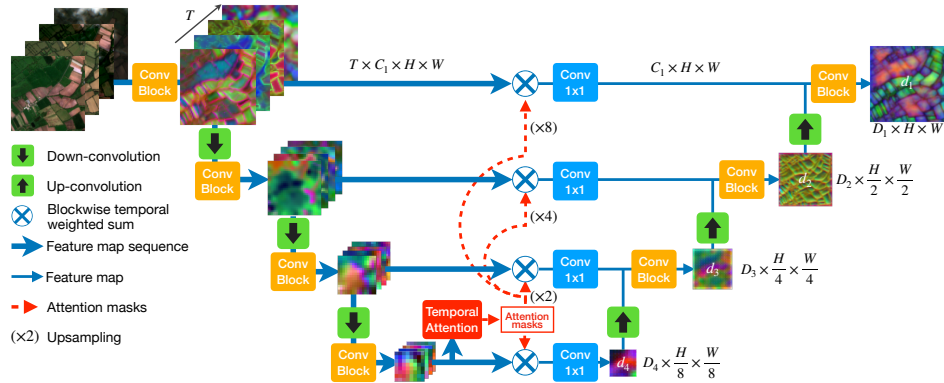 T
Conv
Block
T × C₁ × H × W
Conv
1x1
C₁ × H × W
Conv
Block
d₁
D₁ × H × W
(×8)
Down-convolution
Up-convolution
Blockwise temporal
weighted sum
Feature map sequence
Feature map
Attention masks
(×2) Upsampling
Conv
Block
Conv
1x1
Conv
Block
d₂
D₂ × H/2 × W/2
(×4)
Conv
Block
Conv
1x1
Conv
Block
d₃
D₃ × H/4 × W/4
(×2)
Temporal
Attention
Attention
masks
Conv
Block
Conv
1x1
d₄
D₄ × H/8 × W/8